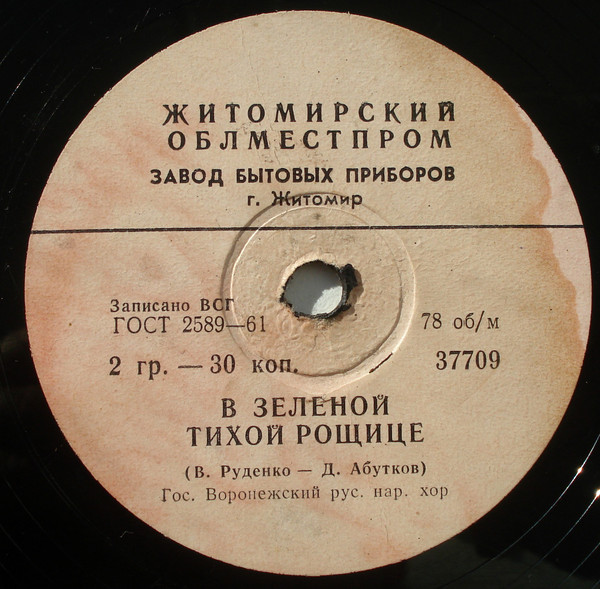 ЖИТОМИРСКИЙ
ОБЛМЕСТПРОМ
ЗАВОД БЫТОВЫХ ПРИБОРОВ
г. Житомир
Записано ВСГ
ГОСТ 2589—61
78 об/м
2 гр. — 30 коп.
37709
В ЗЕЛЕНОЙ
ТИХОЙ РОЩИЦЕ
(В. Руденко — Д. Абутков)
Гос. Воронежский рус. нар. хор